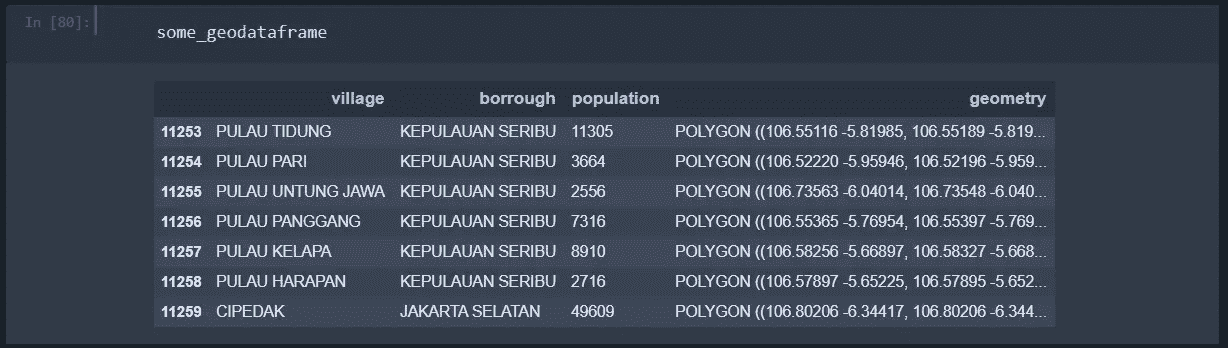 In [80]:
some_geodataframe
village borrough population geometry
11253 PULAU TIDUNG KEPULAUAN SERIBU 11305 POLYGON ((106.55116 -5.81985, 106.55189 -5.819...
11254 PULAU PARI KEPULAUAN SERIBU 3664 POLYGON ((106.52220 -5.95946, 106.52196 -5.959...
11255 PULAU UNTUNG JAWA KEPULAUAN SERIBU 2556 POLYGON ((106.73563 -6.04014, 106.73548 -6.040...
11256 PULAU PANGGANG KEPULAUAN SERIBU 7316 POLYGON ((106.55365 -5.76954, 106.55397 -5.769...
11257 PULAU KELAPA KEPULAUAN SERIBU 8910 POLYGON ((106.58256 -5.66897, 106.58327 -5.668...
11258 PULAU HARAPAN KEPULAUAN SERIBU 2716 POLYGON ((106.57897 -5.65225, 106.57895 -5.652...
11259 CIPEDAK JAKARTA SELATAN 49609 POLYGON ((106.80206 -6.34417, 106.80206 -6.344...